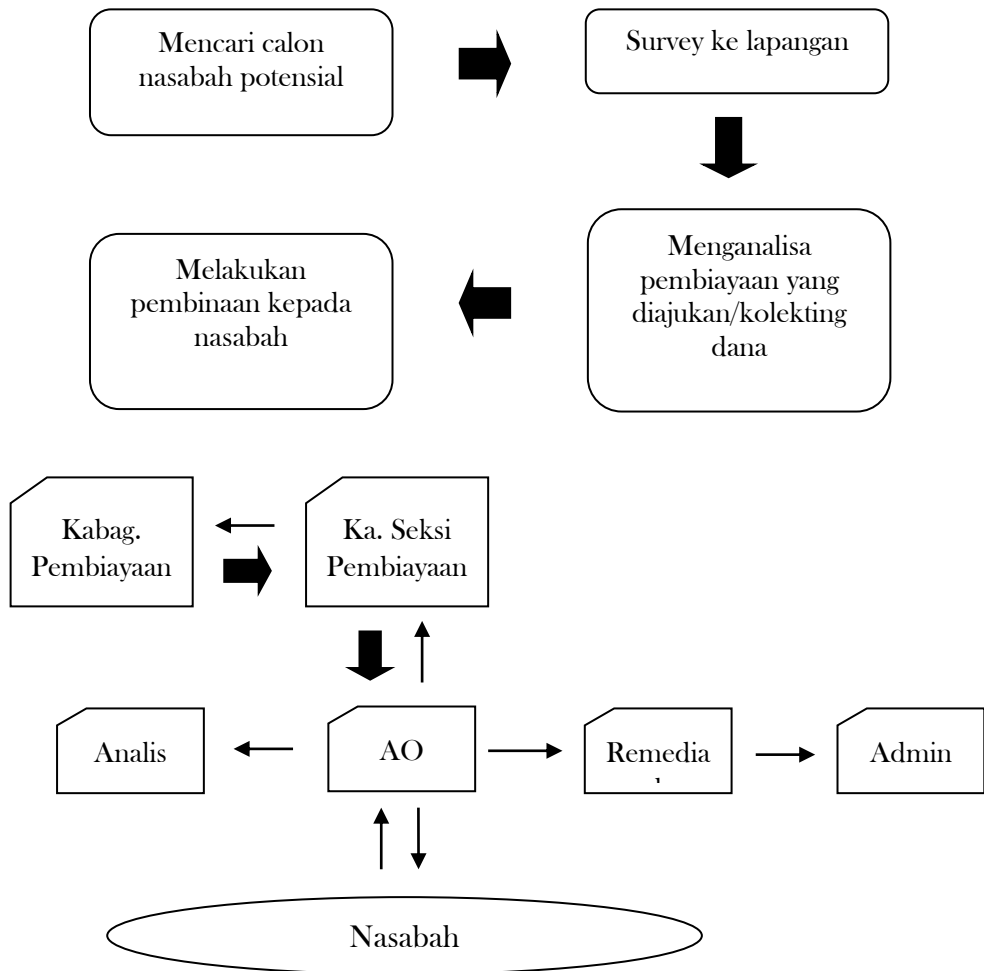 Mencari calon
nasabah potensial
Survey ke lapangan
Menganalisa
pembiayaan yang
diajukan/kolekting
dana
Melakukan
pembinaan kepada
nasabah
Kabag.
Pembiayaan
Ka. Seksi
Pembiayaan
Analis
AO
Remedia
Admin
Nasabah